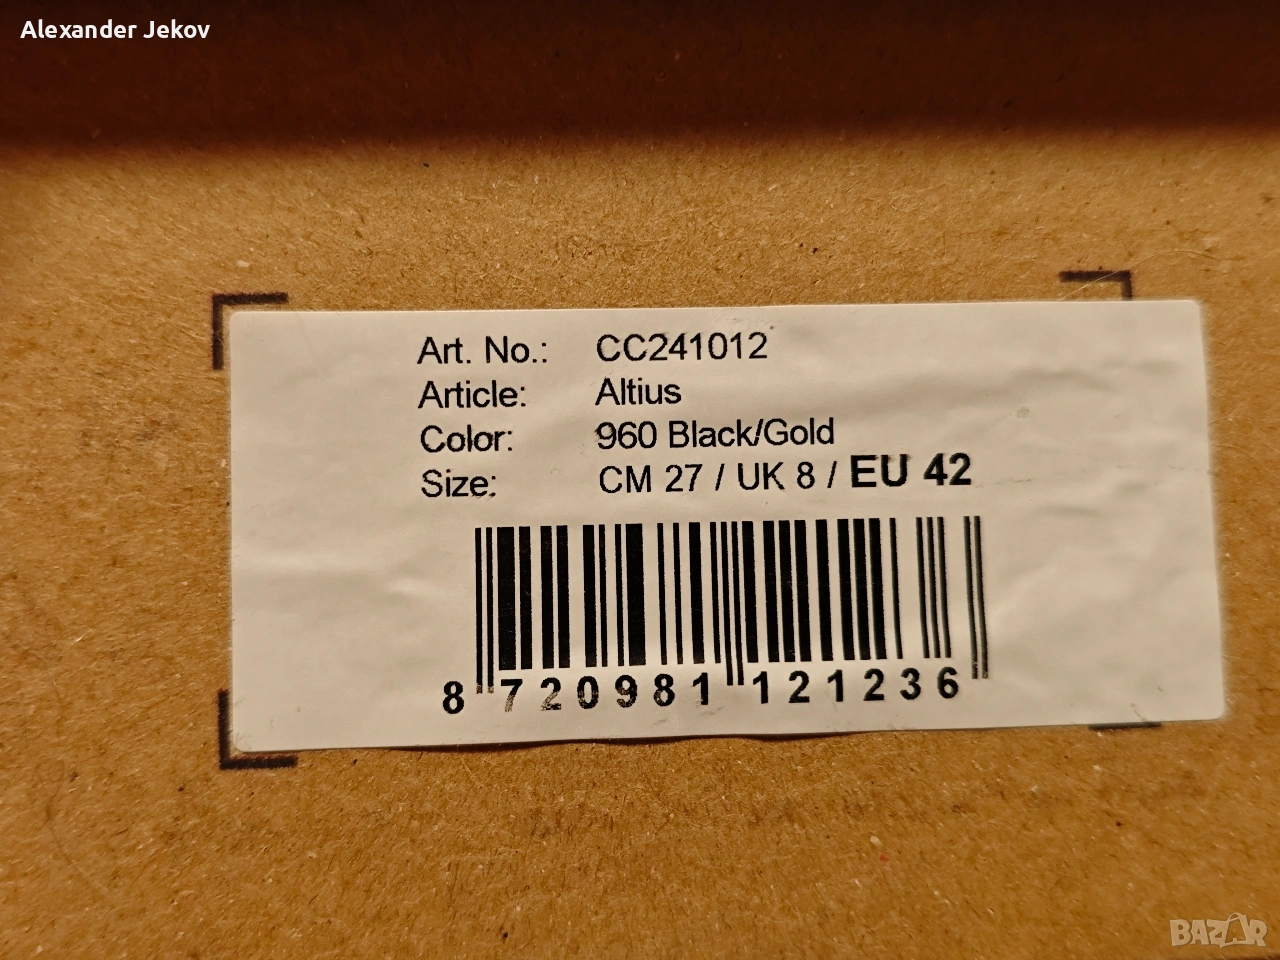 Alexander Jekov
Art. No.: CC241012
Article: Altius
Color: 960 Black/Gold
Size: CM 27 / UK 8 / EU 42
8 720981 121236
BAZAR